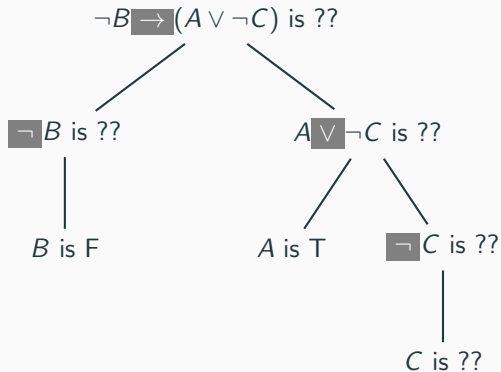 ¬B → (A ∨ ¬C) is ??
¬ B is ??
A ∨ ¬C is ??
B is F
A is T
¬ C is ??
C is ??